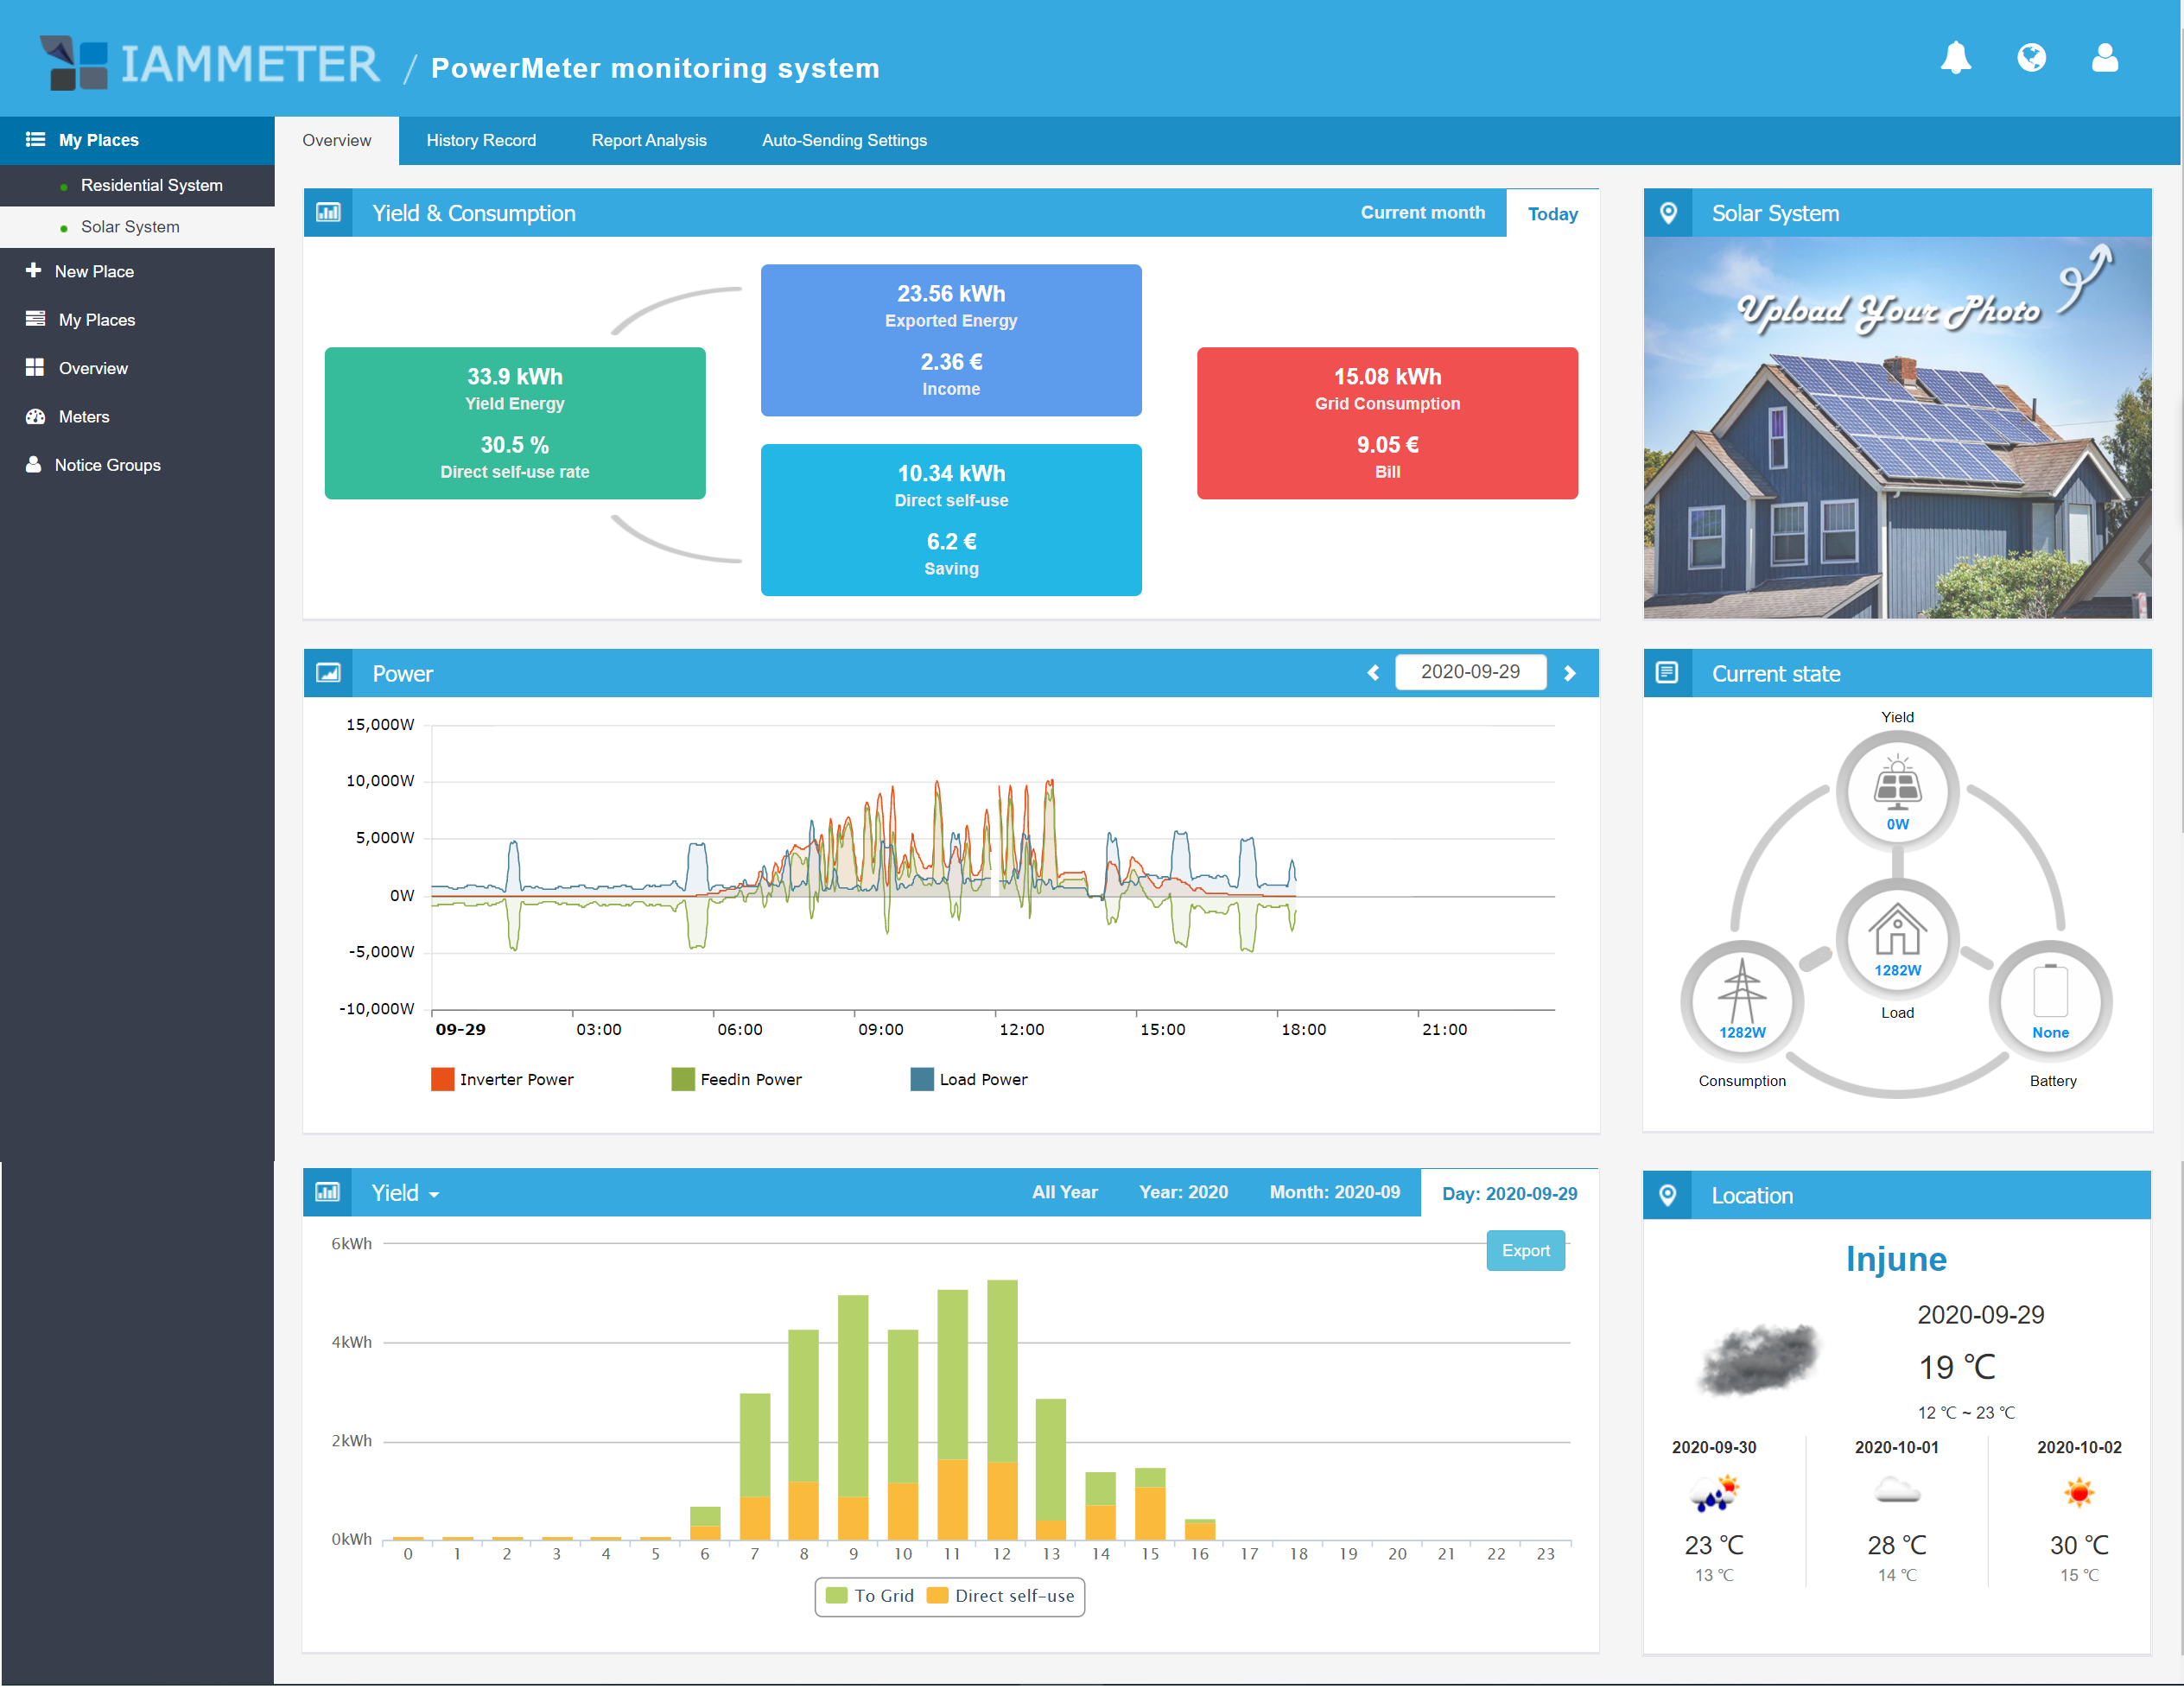 IAMMETER / PowerMeter monitoring system
My Places
Residential System
Solar System
New Place
My Places
Overview
Meters
Notice Groups
Overview History Record Report Analysis Auto-Sending Settings
Yield & Consumption Current month Today
33.9 kWh
Yield Energy
30.5 %
Direct self-use rate
23.56 kWh
Exported Energy
2.36 €
Income
10.34 kWh
Direct self-use
6.2 €
Saving
15.08 kWh
Grid Consumption
9.05 €
Bill
Solar System
Upload Your Photo
Power 2020-09-29
15,000W
10,000W
5,000W
0W
-5,000W
-10,000W
09-29 03:00 06:00 09:00 12:00 15:00 18:00 21:00
Inverter Power Feedin Power Load Power
Current state
Yield
0W
1282W
Load
1282W
Consumption
None
Battery
Yield All Year Year: 2020 Month: 2020-09 Day: 2020-09-29
Export
6kWh
4kWh
2kWh
0kWh
0 1 2 3 4 5 6 7 8 9 10 11 12 13 14 15 16 17 18 19 20 21 22 23
To Grid Direct self-use
Location
Injune
2020-09-29
19 ℃
12 ℃ ~ 23 ℃
2020-09-30 2020-10-01 2020-10-02
23 ℃ 28 ℃ 30 ℃
13 ℃ 14 ℃ 15 ℃